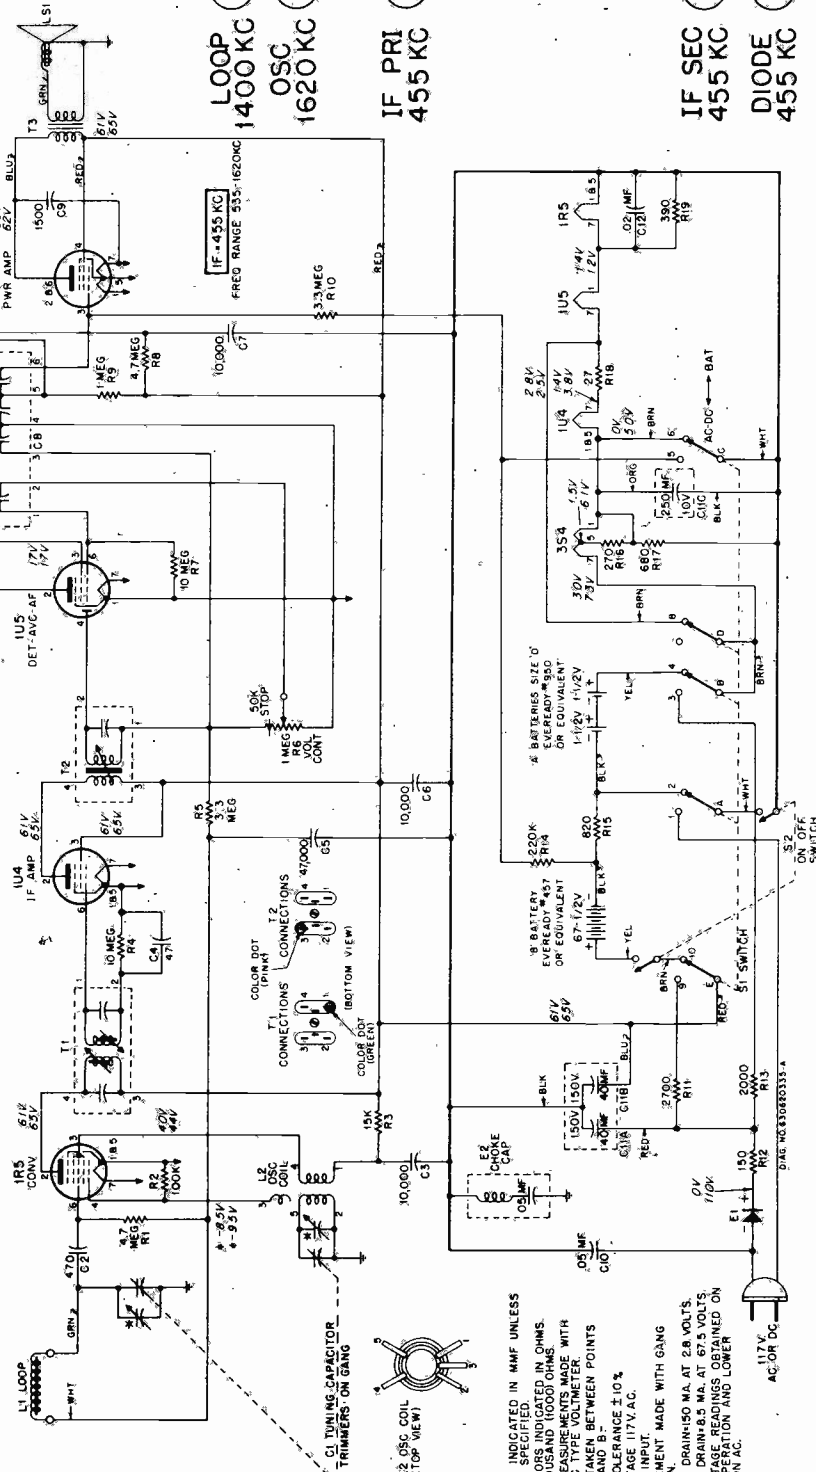 LS1
GRN
T3
BLU
RED
61V
65V
62V
1500
C9
PWR AMP
LOOP
1400 KC
OSC
1620 KC
IF PRI
455 KC
IF SEC
455 KC
DIODE
455 KC
IF=455 KC
FREQ RANGE 535-1620KC
RED
3.3 MEG
R10
10,000
C7
4.7 MEG
R8
1 MEG
R9
C8
1R5
.02 MF
C12
390
R19
1.4V
1.2V
1U5
2.8V
2.5V
1.4V
3.8V
27
R18
1U4
0V
5.0V
BRN
AC-DC
BAT
WHT
ORG
250 MF
10V
C11C
BLK
1.5V
6.1V
3S4
270
R16
680
R17
3.0V
7.3V
BRN
17V
17V
1U5
DET-AVC-AF
10 MEG
R7
T2
50K
STOP
1 MEG
R6
VOL
CONT
10,000
C6
R5
3.3
MEG
47,000
C5
"A" BATTERIES SIZE "D"
EVEREADY #950
OR EQUIVALENT
1-1/2V
1-1/2V
YEL
BRN
BLK
820
R15
220K
R14
WHT
S2
ON OFF
SWITCH
61V
65V
61V
65V
1U4
IF AMP
10 MEG
R4
C4
47
"B" BATTERY
EVEREADY #457
OR EQUIVALENT
67-1/2V
BLK
YEL
BRN
S1 SWITCH
RED
T2
CONNECTIONS
COLOR DOT
(PINK)
T1
CONNECTIONS
(BOTTOM VIEW)
COLOR DOT
(GREEN)
T1
61V
65V
BLU
BLK
150V
150V
40MF
40MF
C11A
C11B
RED
2700
R11
2000
R13
150
R12
0V
110V
E1
DIAG. NO. 630620335-A
61V
65V
1R5
CONV.
40V
44V
R2
100K
15K
R3
10,000
C3
L2
OSC
COIL
E2
CHOKE
CAP
.05 MF
.05 MF
C10
-8.5V
-9.5V
4.7
MEG
R1
470
C2
GRN
L1 LOOP
WHT
C1 TUNING CAPACITOR
TRIMMERS ON GANG
L2 OSC COIL
(TOP VIEW)
117V
AC OR DC
INDICATED IN MMF UNLESS
SPECIFIED.
ORS INDICATED IN OHMS.
OUSAND (1000) OHMS.
EASUREMENTS MADE WITH
TYPE VOLTMETER.
TAKEN BETWEEN POINTS
AND B-
OLERANCE ±10%
AGE 117V. AC.
INPUT.
MENT MADE WITH GANG
DRAIN=150 MA. AT 2.8 VOLTS.
DRAIN=8.5 MA. AT 67.5 VOLTS.
TAGE READINGS OBTAINED ON
PERATION AND LOWER
ON AC.